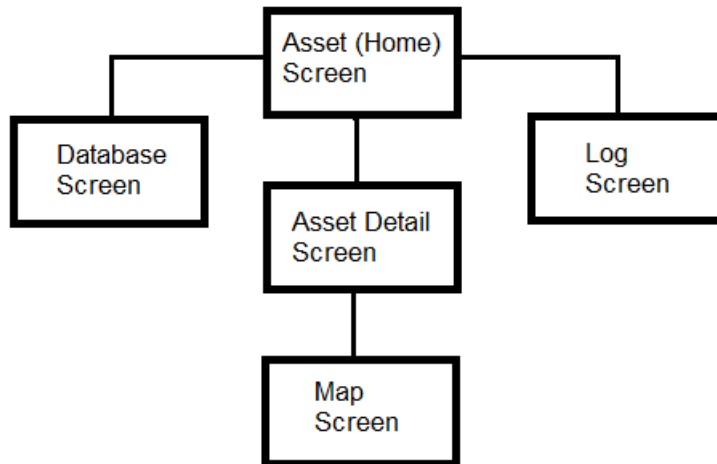 Asset (Home)
Screen
Database
Screen
Log
Screen
Asset Detail
Screen
Map
Screen